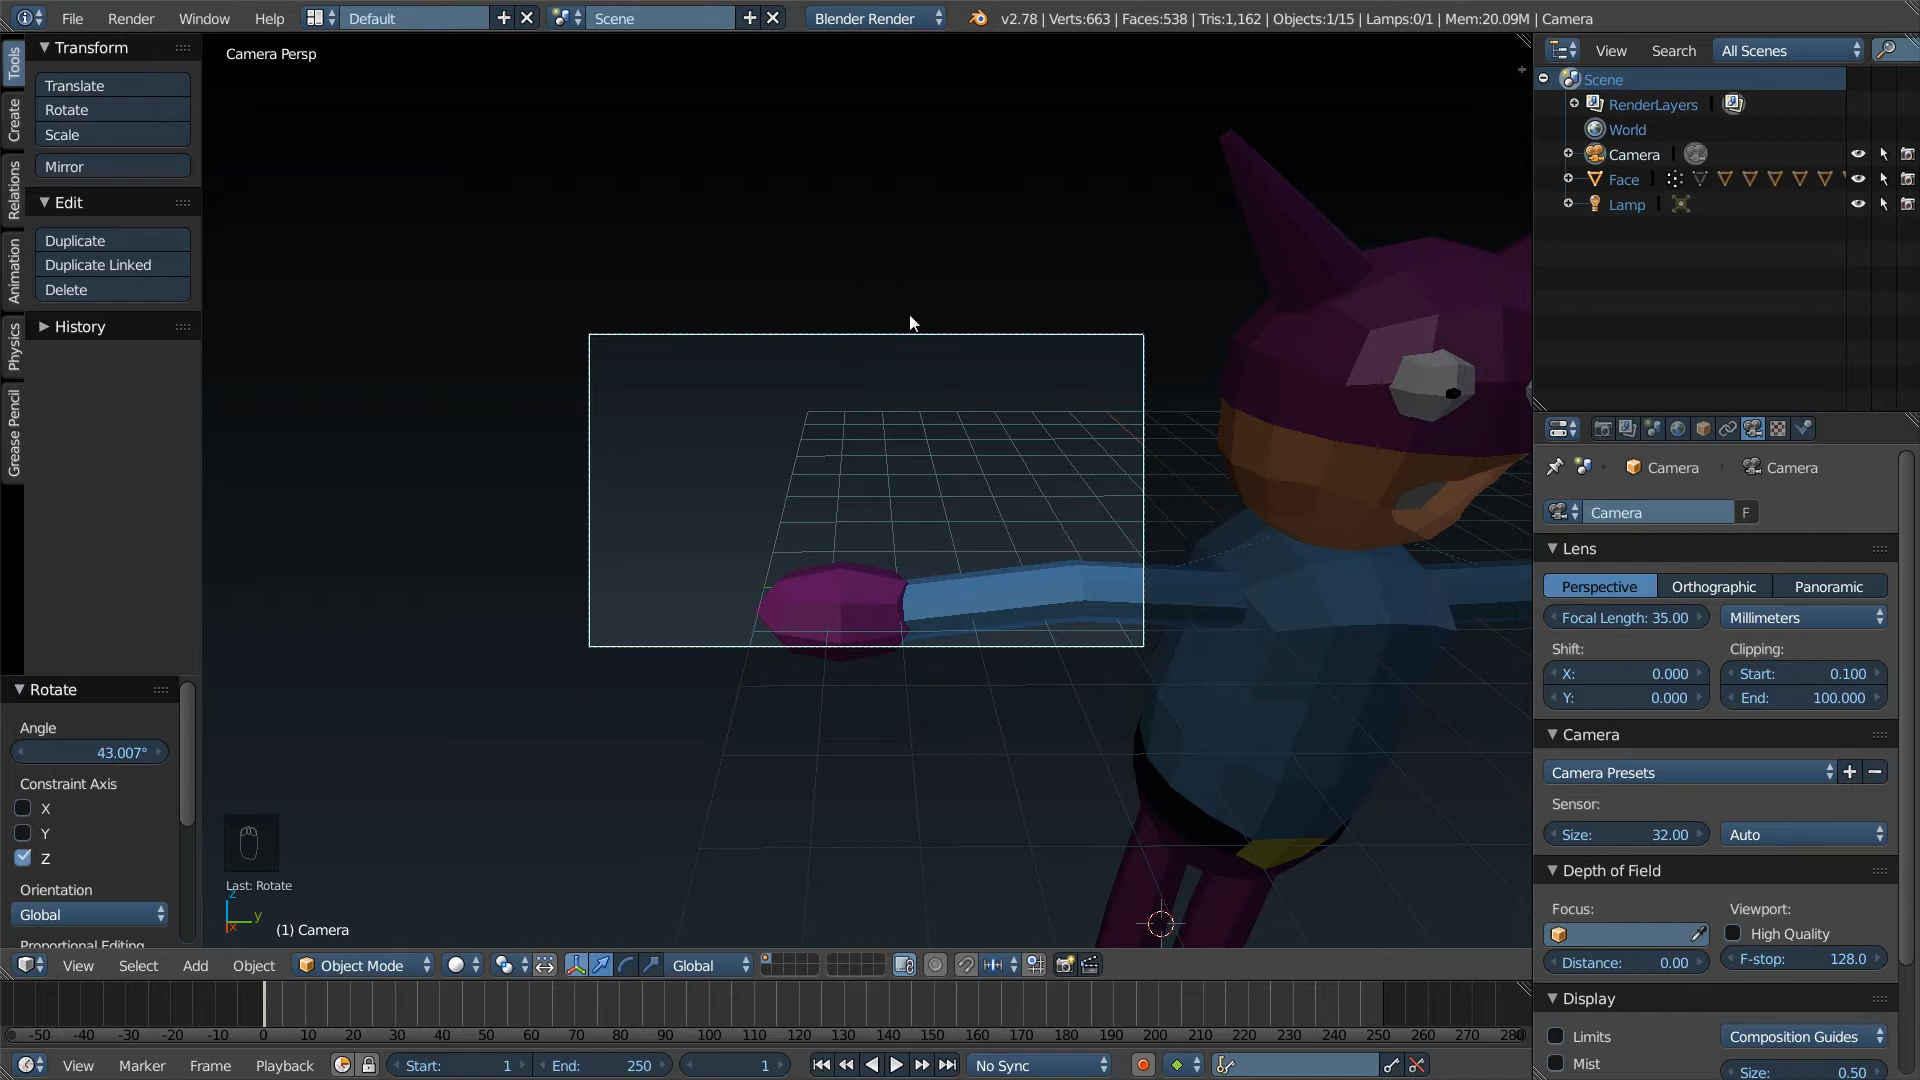 File Render Window Help Default Scene Blender Render v2.78 | Verts:663 | Faces:538 | Tris:1,162 | Objects:1/15 | Lamps:0/1 | Mem:20.09M | Camera
Tools
Create
Relations
Animation
Physics
Grease Pencil
Transform
Translate
Rotate
Scale
Mirror
Edit
Duplicate
Duplicate Linked
Delete
History
Rotate
Angle
43.007°
Constraint Axis
X
Y
Z
Orientation
Global
Proportional Editing
Camera Persp
Last: Rotate
z
y
x
(1) Camera
View Search All Scenes
Scene
RenderLayers
World
Camera
Face
Lamp
Camera Camera
Camera F
Lens
Perspective Orthographic Panoramic
Focal Length: 35.00 Millimeters
Shift: Clipping:
X: 0.000 Start: 0.100
Y: 0.000 End: 100.000
Camera
Camera Presets
Sensor:
Size: 32.00 Auto
Depth of Field
Focus: Viewport:
High Quality
Distance: 0.00 F-stop: 128.0
Display
Limits Composition Guides
Mist Size: 0.50
View Select Add Object Object Mode Global
-50 -40 -30 -20 -10 0 10 20 30 40 50 60 70 80 90 100 110 120 130 140 150 160 170 180 190 200 210 220 230 240 250 260 270 280
View Marker Frame Playback Start: 1 End: 250 1 No Sync